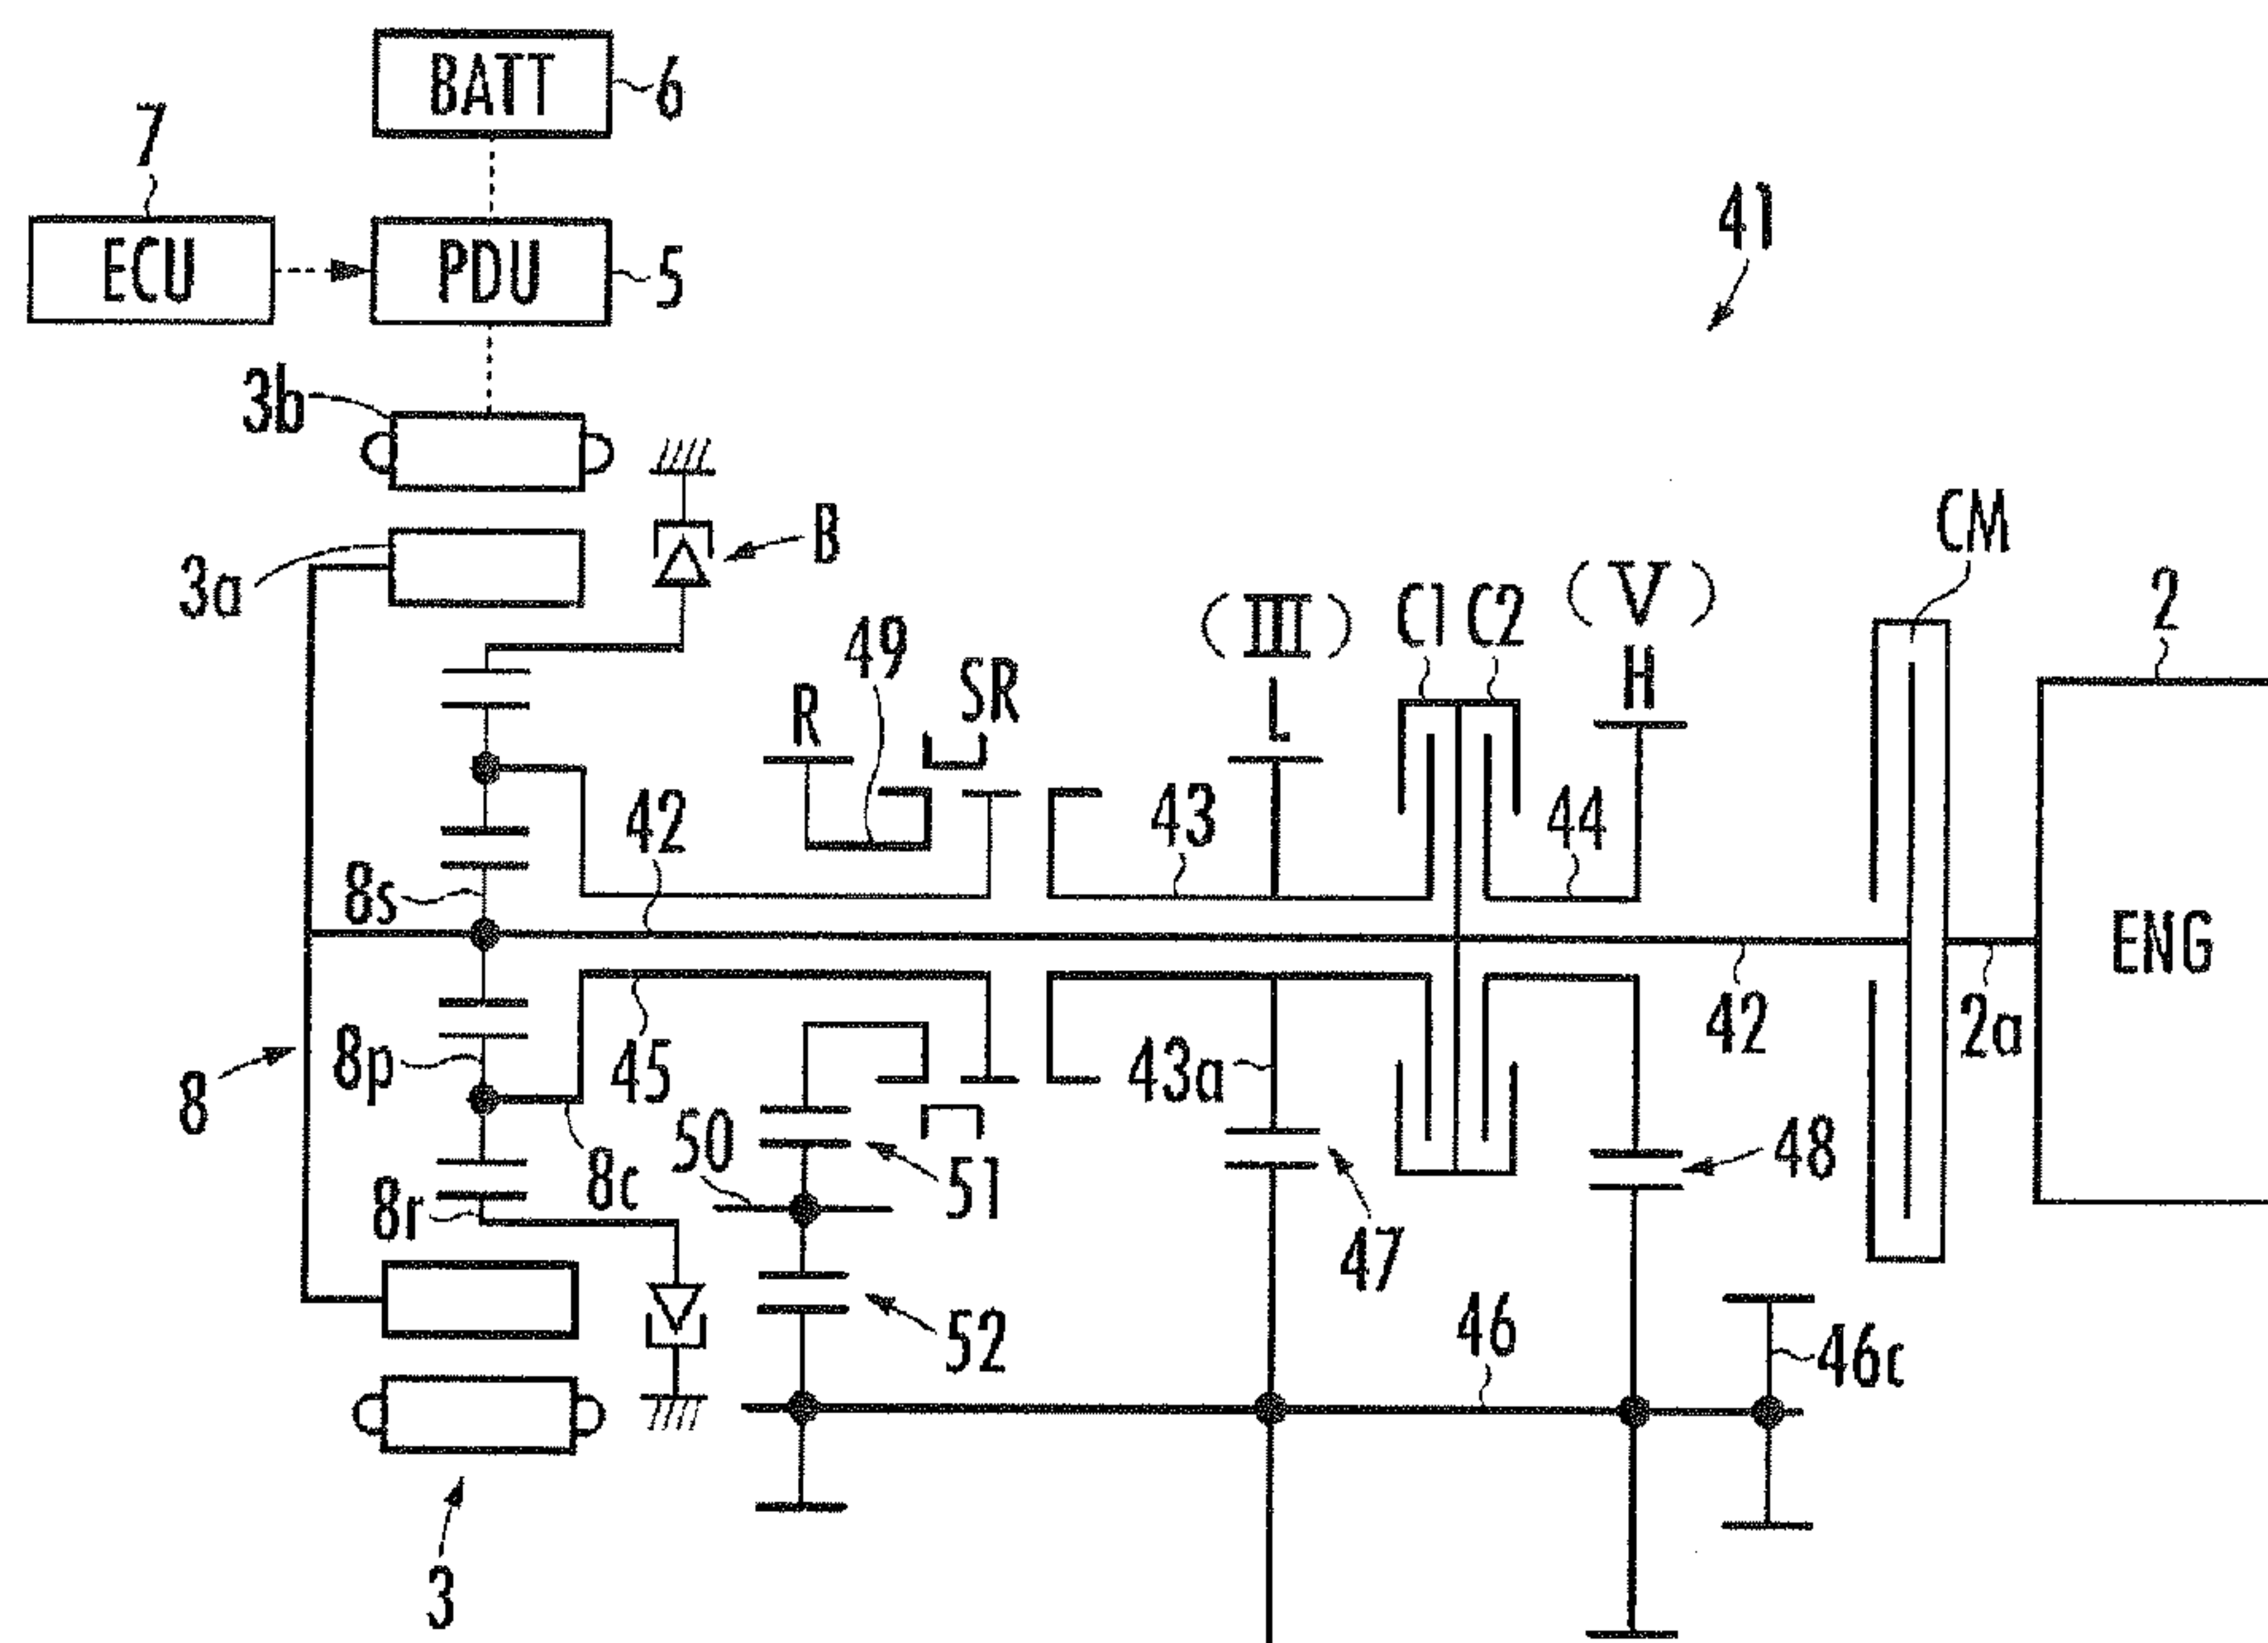 BATT
6
7
ECU
PDU
5
41
3b
3a
B
CM
2
(III)
C1
C2
(V)
49
SR
R
L
H
42
43
44
8s
ENG
42
2a
8p
45
43a
8
50
8c
51
48
8r
47
52
46
46c
3